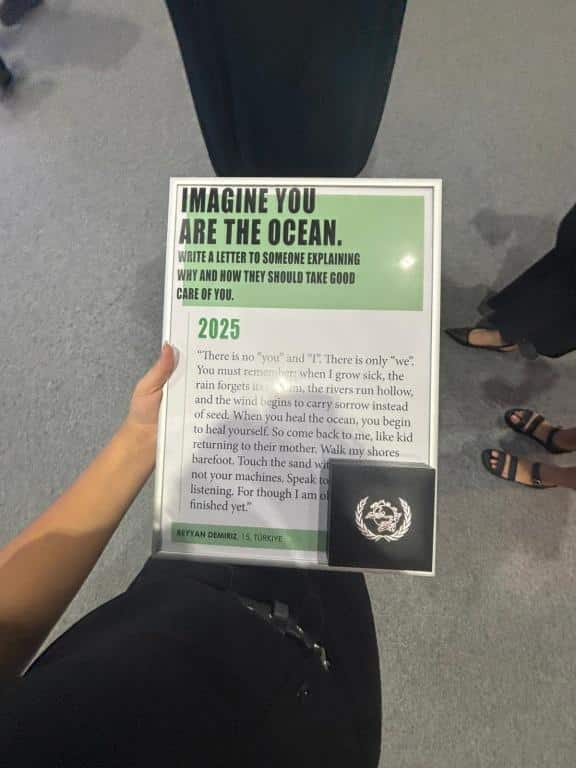 IMAGINE YOU
ARE THE OCEAN.
WRITE A LETTER TO SOMEONE EXPLAINING
WHY AND HOW THEY SHOULD TAKE GOOD
CARE OF YOU.
2025
"There is no "you" and "I". There is only "we".
You must remember: when I grow sick, the
rain forgets its, the rivers run hollow,
and the wind begins to carry sorrow instead
of seed. When you heal the ocean, you begin
to heal yourself. So come back to me, like kid
returning to their mother. Walk my shores
barefoot. Touch the sand
not your machines. Speak to
listening. For though I am
finished yet."
BEYYAN DEMIRIZ, 15, TÜRKIYE